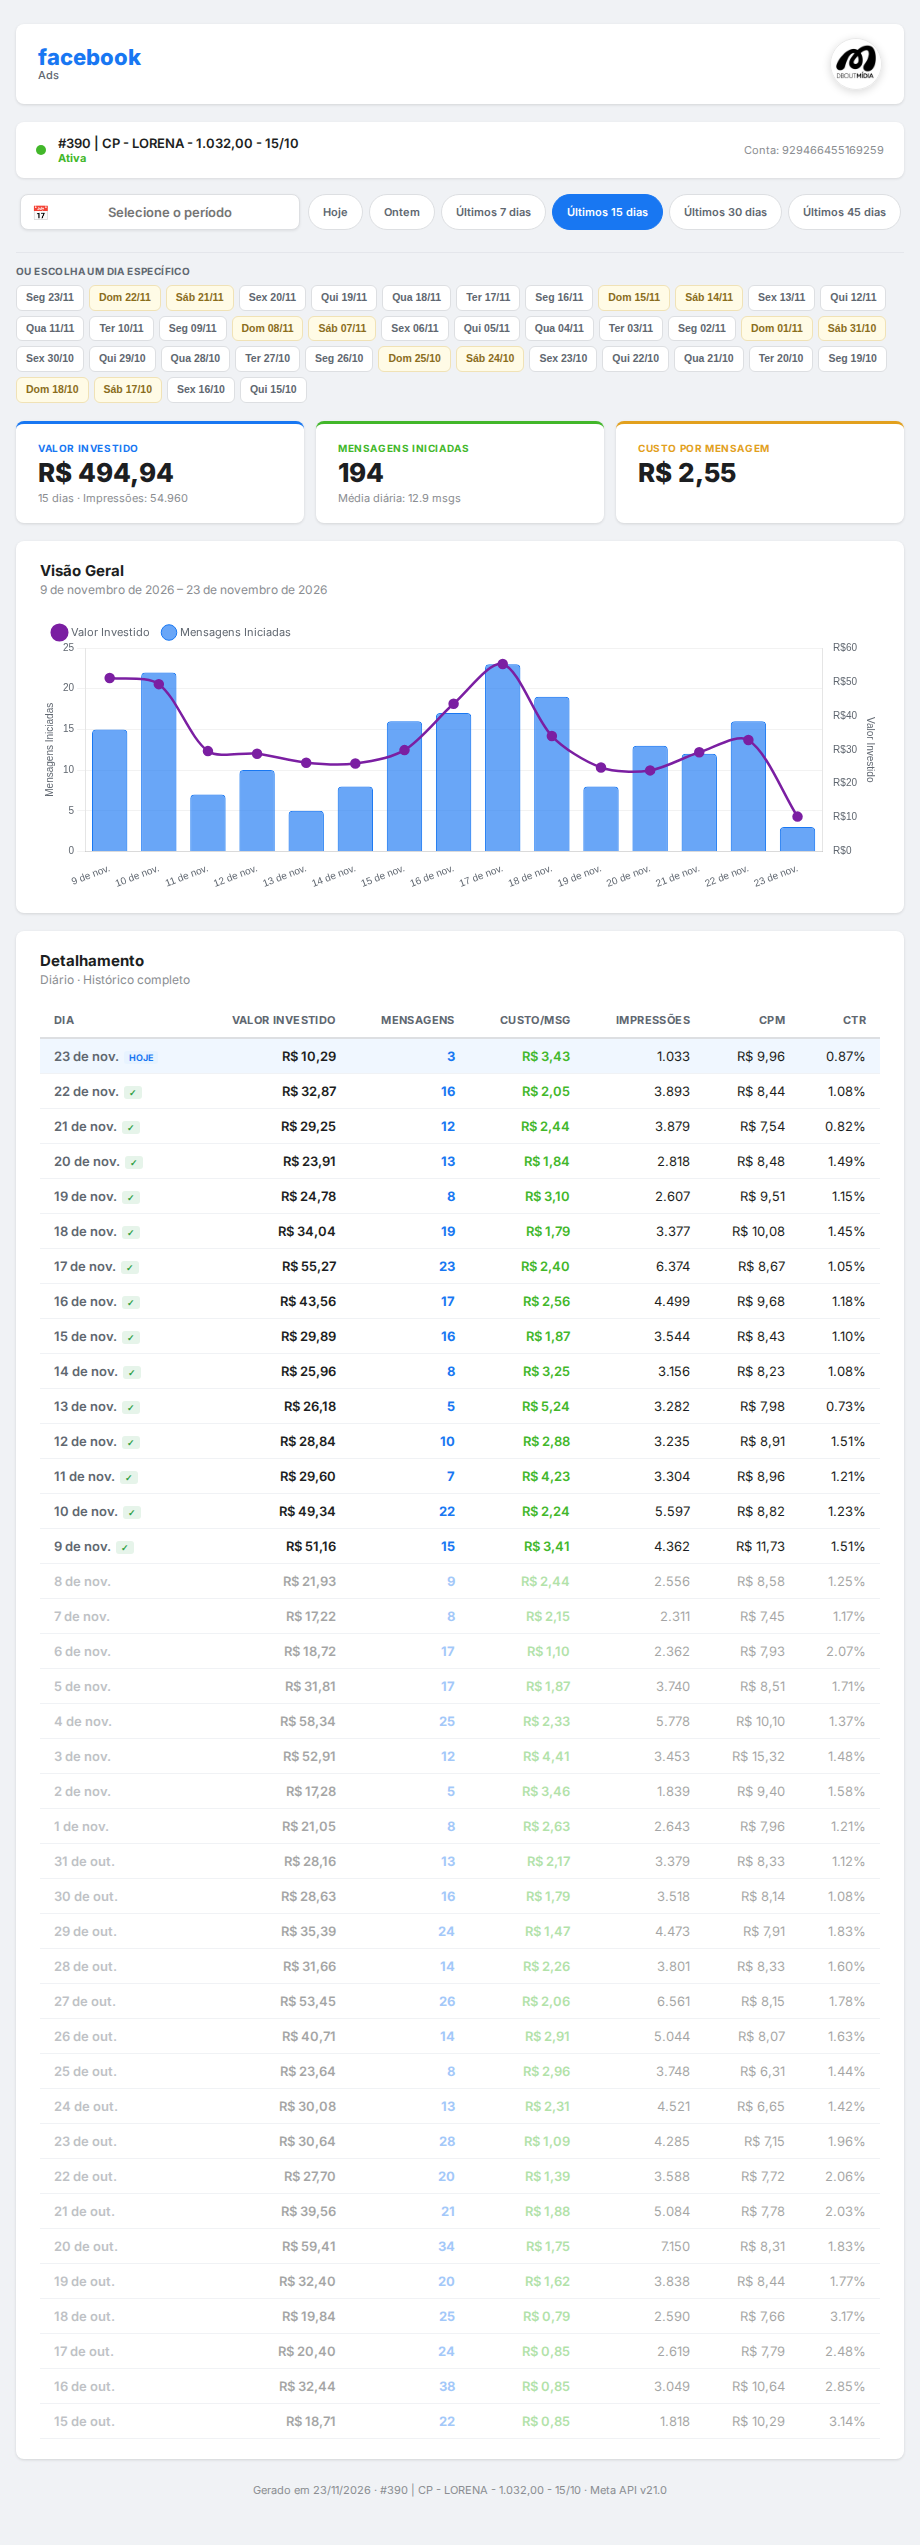 facebook
Ads
DBOUTMÍDIA
#390 | CP - LORENA - 1.032,00 - 15/10
Ativa
Conta: 929466455169259
Selecione o período
Hoje Ontem Últimos 7 dias Últimos 15 dias Últimos 30 dias Últimos 45 dias
OU ESCOLHA UM DIA ESPECÍFICO
Seg 23/11 Dom 22/11 Sáb 21/11 Sex 20/11 Qui 19/11 Qua 18/11 Ter 17/11 Seg 16/11 Dom 15/11 Sáb 14/11 Sex 13/11 Qui 12/11
Qua 11/11 Ter 10/11 Seg 09/11 Dom 08/11 Sáb 07/11 Sex 06/11 Qui 05/11 Qua 04/11 Ter 03/11 Seg 02/11 Dom 01/11 Sáb 31/10
Sex 30/10 Qui 29/10 Qua 28/10 Ter 27/10 Seg 26/10 Dom 25/10 Sáb 24/10 Sex 23/10 Qui 22/10 Qua 21/10 Ter 20/10 Seg 19/10
Dom 18/10 Sáb 17/10 Sex 16/10 Qui 15/10
VALOR INVESTIDO
R$ 494,94
15 dias · Impressões: 54.960
MENSAGENS INICIADAS
194
Média diária: 12.9 msgs
CUSTO POR MENSAGEM
R$ 2,55
Visão Geral
9 de novembro de 2026 – 23 de novembro de 2026
Valor Investido Mensagens Iniciadas
25 R$60
20 R$50
15 R$40
10 R$30
5 R$20
0 R$10
R$0
Mensagens Iniciadas
Valor Investido
9 de nov. 10 de nov. 11 de nov. 12 de nov. 13 de nov. 14 de nov. 15 de nov. 16 de nov. 17 de nov. 18 de nov. 19 de nov. 20 de nov. 21 de nov. 22 de nov. 23 de nov.
Detalhamento
Diário · Histórico completo
DIA VALOR INVESTIDO MENSAGENS CUSTO/MSG IMPRESSÕES CPM CTR
23 de nov. HOJE R$ 10,29 3 R$ 3,43 1.033 R$ 9,96 0.87%
22 de nov. ✓ R$ 32,87 16 R$ 2,05 3.893 R$ 8,44 1.08%
21 de nov. ✓ R$ 29,25 12 R$ 2,44 3.879 R$ 7,54 0.82%
20 de nov. ✓ R$ 23,91 13 R$ 1,84 2.818 R$ 8,48 1.49%
19 de nov. ✓ R$ 24,78 8 R$ 3,10 2.607 R$ 9,51 1.15%
18 de nov. ✓ R$ 34,04 19 R$ 1,79 3.377 R$ 10,08 1.45%
17 de nov. ✓ R$ 55,27 23 R$ 2,40 6.374 R$ 8,67 1.05%
16 de nov. ✓ R$ 43,56 17 R$ 2,56 4.499 R$ 9,68 1.18%
15 de nov. ✓ R$ 29,89 16 R$ 1,87 3.544 R$ 8,43 1.10%
14 de nov. ✓ R$ 25,96 8 R$ 3,25 3.156 R$ 8,23 1.08%
13 de nov. ✓ R$ 26,18 5 R$ 5,24 3.282 R$ 7,98 0.73%
12 de nov. ✓ R$ 28,84 10 R$ 2,88 3.235 R$ 8,91 1.51%
11 de nov. ✓ R$ 29,60 7 R$ 4,23 3.304 R$ 8,96 1.21%
10 de nov. ✓ R$ 49,34 22 R$ 2,24 5.597 R$ 8,82 1.23%
9 de nov. ✓ R$ 51,16 15 R$ 3,41 4.362 R$ 11,73 1.51%
8 de nov. R$ 21,93 9 R$ 2,44 2.556 R$ 8,58 1.25%
7 de nov. R$ 17,22 8 R$ 2,15 2.311 R$ 7,45 1.17%
6 de nov. R$ 18,72 17 R$ 1,10 2.362 R$ 7,93 2.07%
5 de nov. R$ 31,81 17 R$ 1,87 3.740 R$ 8,51 1.71%
4 de nov. R$ 58,34 25 R$ 2,33 5.778 R$ 10,10 1.37%
3 de nov. R$ 52,91 12 R$ 4,41 3.453 R$ 15,32 1.48%
2 de nov. R$ 17,28 5 R$ 3,46 1.839 R$ 9,40 1.58%
1 de nov. R$ 21,05 8 R$ 2,63 2.643 R$ 7,96 1.21%
31 de out. R$ 28,16 13 R$ 2,17 3.379 R$ 8,33 1.12%
30 de out. R$ 28,63 16 R$ 1,79 3.518 R$ 8,14 1.08%
29 de out. R$ 35,39 24 R$ 1,47 4.473 R$ 7,91 1.83%
28 de out. R$ 31,66 14 R$ 2,26 3.801 R$ 8,33 1.60%
27 de out. R$ 53,45 26 R$ 2,06 6.561 R$ 8,15 1.78%
26 de out. R$ 40,71 14 R$ 2,91 5.044 R$ 8,07 1.63%
25 de out. R$ 23,64 8 R$ 2,96 3.748 R$ 6,31 1.44%
24 de out. R$ 30,08 13 R$ 2,31 4.521 R$ 6,65 1.42%
23 de out. R$ 30,64 28 R$ 1,09 4.285 R$ 7,15 1.96%
22 de out. R$ 27,70 20 R$ 1,39 3.588 R$ 7,72 2.06%
21 de out. R$ 39,56 21 R$ 1,88 5.084 R$ 7,78 2.03%
20 de out. R$ 59,41 34 R$ 1,75 7.150 R$ 8,31 1.83%
19 de out. R$ 32,40 20 R$ 1,62 3.838 R$ 8,44 1.77%
18 de out. R$ 19,84 25 R$ 0,79 2.590 R$ 7,66 3.17%
17 de out. R$ 20,40 24 R$ 0,85 2.619 R$ 7,79 2.48%
16 de out. R$ 32,44 38 R$ 0,85 3.049 R$ 10,64 2.85%
15 de out. R$ 18,71 22 R$ 0,85 1.818 R$ 10,29 3.14%
Gerado em 23/11/2026 · #390 | CP - LORENA - 1.032,00 - 15/10 · Meta API v21.0